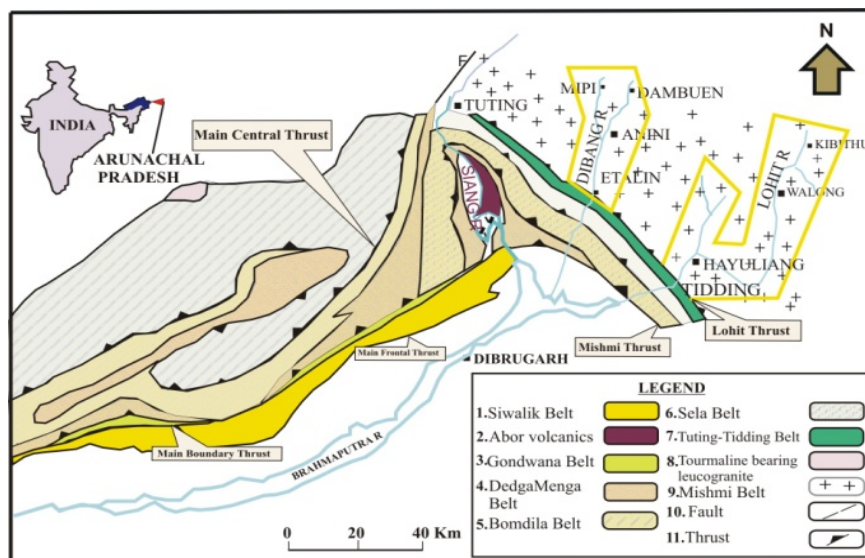 N
INDIA
ARUNACHAL
PRADESH
Main Central Thrust
F
TUTING
MIPI
DAMBUEN
DIBANG R
ANINI
ETALIN
KIBITHU
LOHIT R
WALONG
SIANG R
HAYULIANG
TIDDING
Lohit Thrust
Mishmi Thrust
Main Frontal Thrust
DIBRUGARH
Main Boundary Thrust
BRAHMAPUTRA R
0 20 40 Km
LEGEND
1.Siwalik Belt
2.Abor volcanics
3.Gondwana Belt
4.DedgaMenga
Belt
5.Bomdila Belt
6.Sela Belt
7.Tuting-Tidding Belt
8.Tourmaline bearing
leucogranite
9.Mishmi Belt
10.Fault
11.Thrust